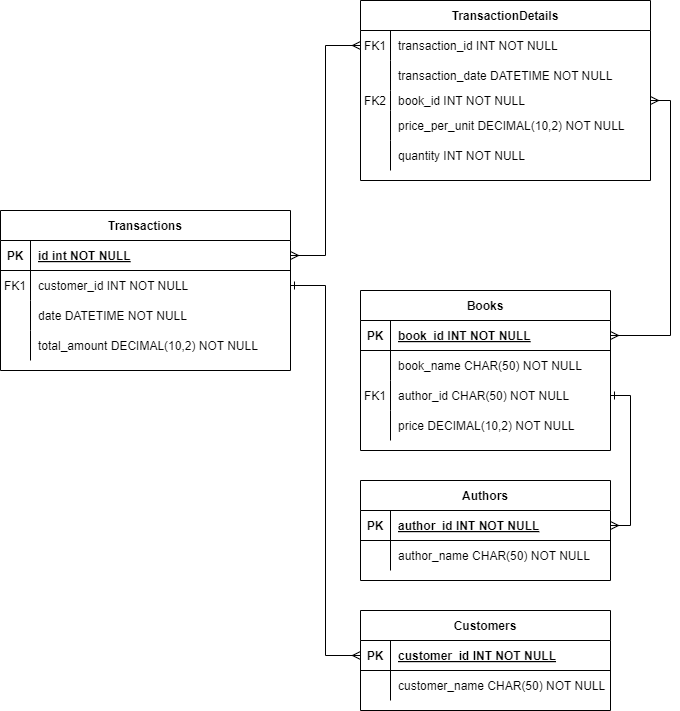 TransactionDetails
FK1 transaction_id INT NOT NULL
transaction_date DATETIME NOT NULL
FK2 book_id INT NOT NULL
price_per_unit DECIMAL(10,2) NOT NULL
quantity INT NOT NULL
Transactions
PK id int NOT NULL
FK1 customer_id INT NOT NULL
date DATETIME NOT NULL
total_amount DECIMAL(10,2) NOT NULL
Books
PK book_id INT NOT NULL
book_name CHAR(50) NOT NULL
FK1 author_id CHAR(50) NOT NULL
price DECIMAL(10,2) NOT NULL
Authors
PK author_id INT NOT NULL
author_name CHAR(50) NOT NULL
Customers
PK customer_id INT NOT NULL
customer_name CHAR(50) NOT NULL